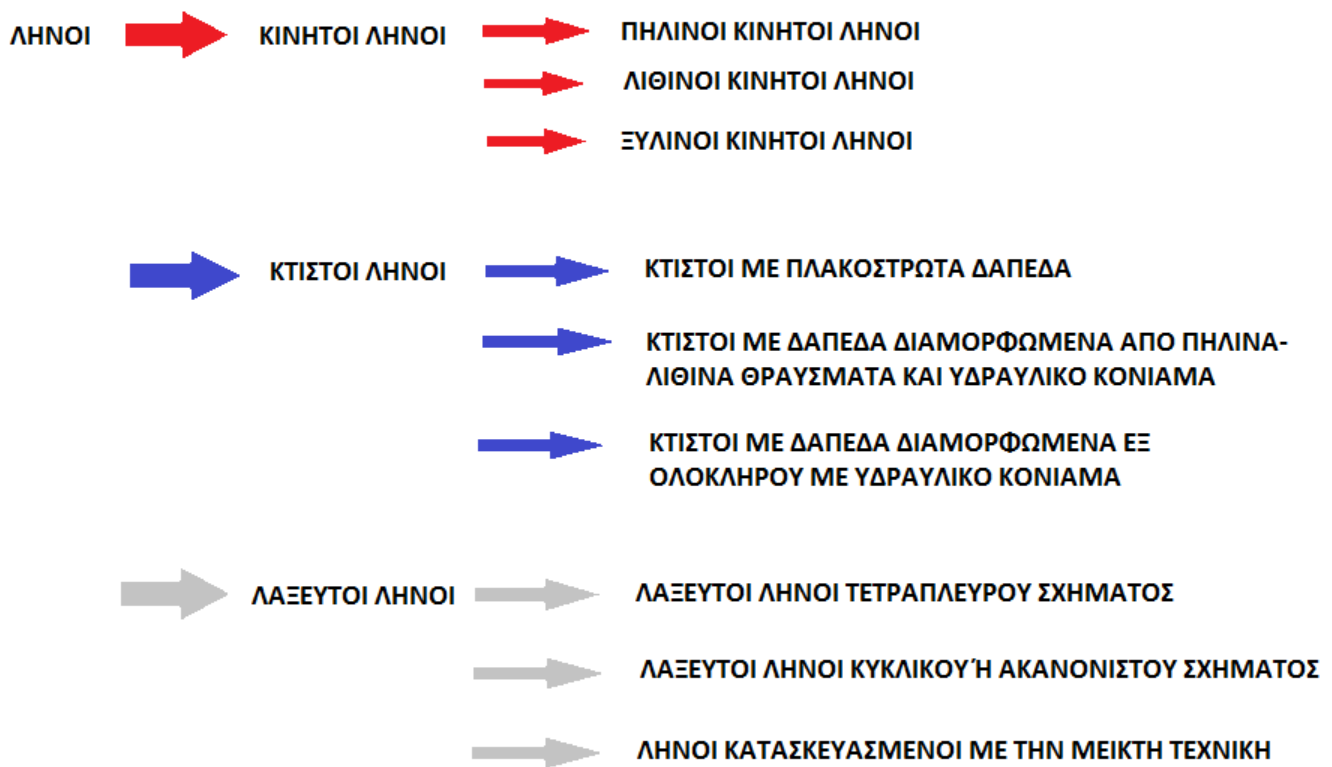 ΛΗΝΟΙ ΚΙΝΗΤΟΙ ΛΗΝΟΙ ΠΗΛΙΝΟΙ ΚΙΝΗΤΟΙ ΛΗΝΟΙ
ΛΙΘΙΝΟΙ ΚΙΝΗΤΟΙ ΛΗΝΟΙ
ΞΥΛΙΝΟΙ ΚΙΝΗΤΟΙ ΛΗΝΟΙ
ΚΤΙΣΤΟΙ ΛΗΝΟΙ ΚΤΙΣΤΟΙ ΜΕ ΠΛΑΚΟΣΤΡΩΤΑ ΔΑΠΕΔΑ
ΚΤΙΣΤΟΙ ΜΕ ΔΑΠΕΔΑ ΔΙΑΜΟΡΦΩΜΕΝΑ ΑΠΟ ΠΗΛΙΝΑ-
ΛΙΘΙΝΑ ΘΡΑΥΣΜΑΤΑ ΚΑΙ ΥΔΡΑΥΛΙΚΟ ΚΟΝΙΑΜΑ
ΚΤΙΣΤΟΙ ΜΕ ΔΑΠΕΔΑ ΔΙΑΜΟΡΦΩΜΕΝΑ ΕΞ
ΟΛΟΚΛΗΡΟΥ ΜΕ ΥΔΡΑΥΛΙΚΟ ΚΟΝΙΑΜΑ
ΛΑΞΕΥΤΟΙ ΛΗΝΟΙ ΛΑΞΕΥΤΟΙ ΛΗΝΟΙ ΤΕΤΡΑΠΛΕΥΡΟΥ ΣΧΗΜΑΤΟΣ
ΛΑΞΕΥΤΟΙ ΛΗΝΟΙ ΚΥΚΛΙΚΟΥ Ή ΑΚΑΝΟΝΙΣΤΟΥ ΣΧΗΜΑΤΟΣ
ΛΗΝΟΙ ΚΑΤΑΣΚΕΥΑΣΜΕΝΟΙ ΜΕ ΤΗΝ ΜΕΙΚΤΗ ΤΕΧΝΙΚΗ